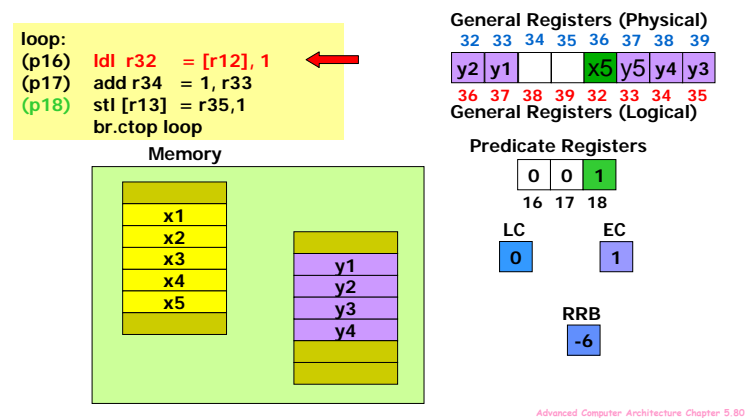 loop:
(p16) ldl r32 = [r12], 1
(p17) add r34 = 1, r33
(p18) stl [r13] = r35,1
br.ctop loop
General Registers (Physical)
32 33 34 35 36 37 38 39
y2 y1 x5 y5 y4 y3
36 37 38 39 32 33 34 35
General Registers (Logical)
Memory
x1
x2
x3
x4
x5
y1
y2
y3
y4
Predicate Registers
0 0 1
16 17 18
LC EC
0 1
RRB
-6
Advanced Computer Architecture Chapter 5.80